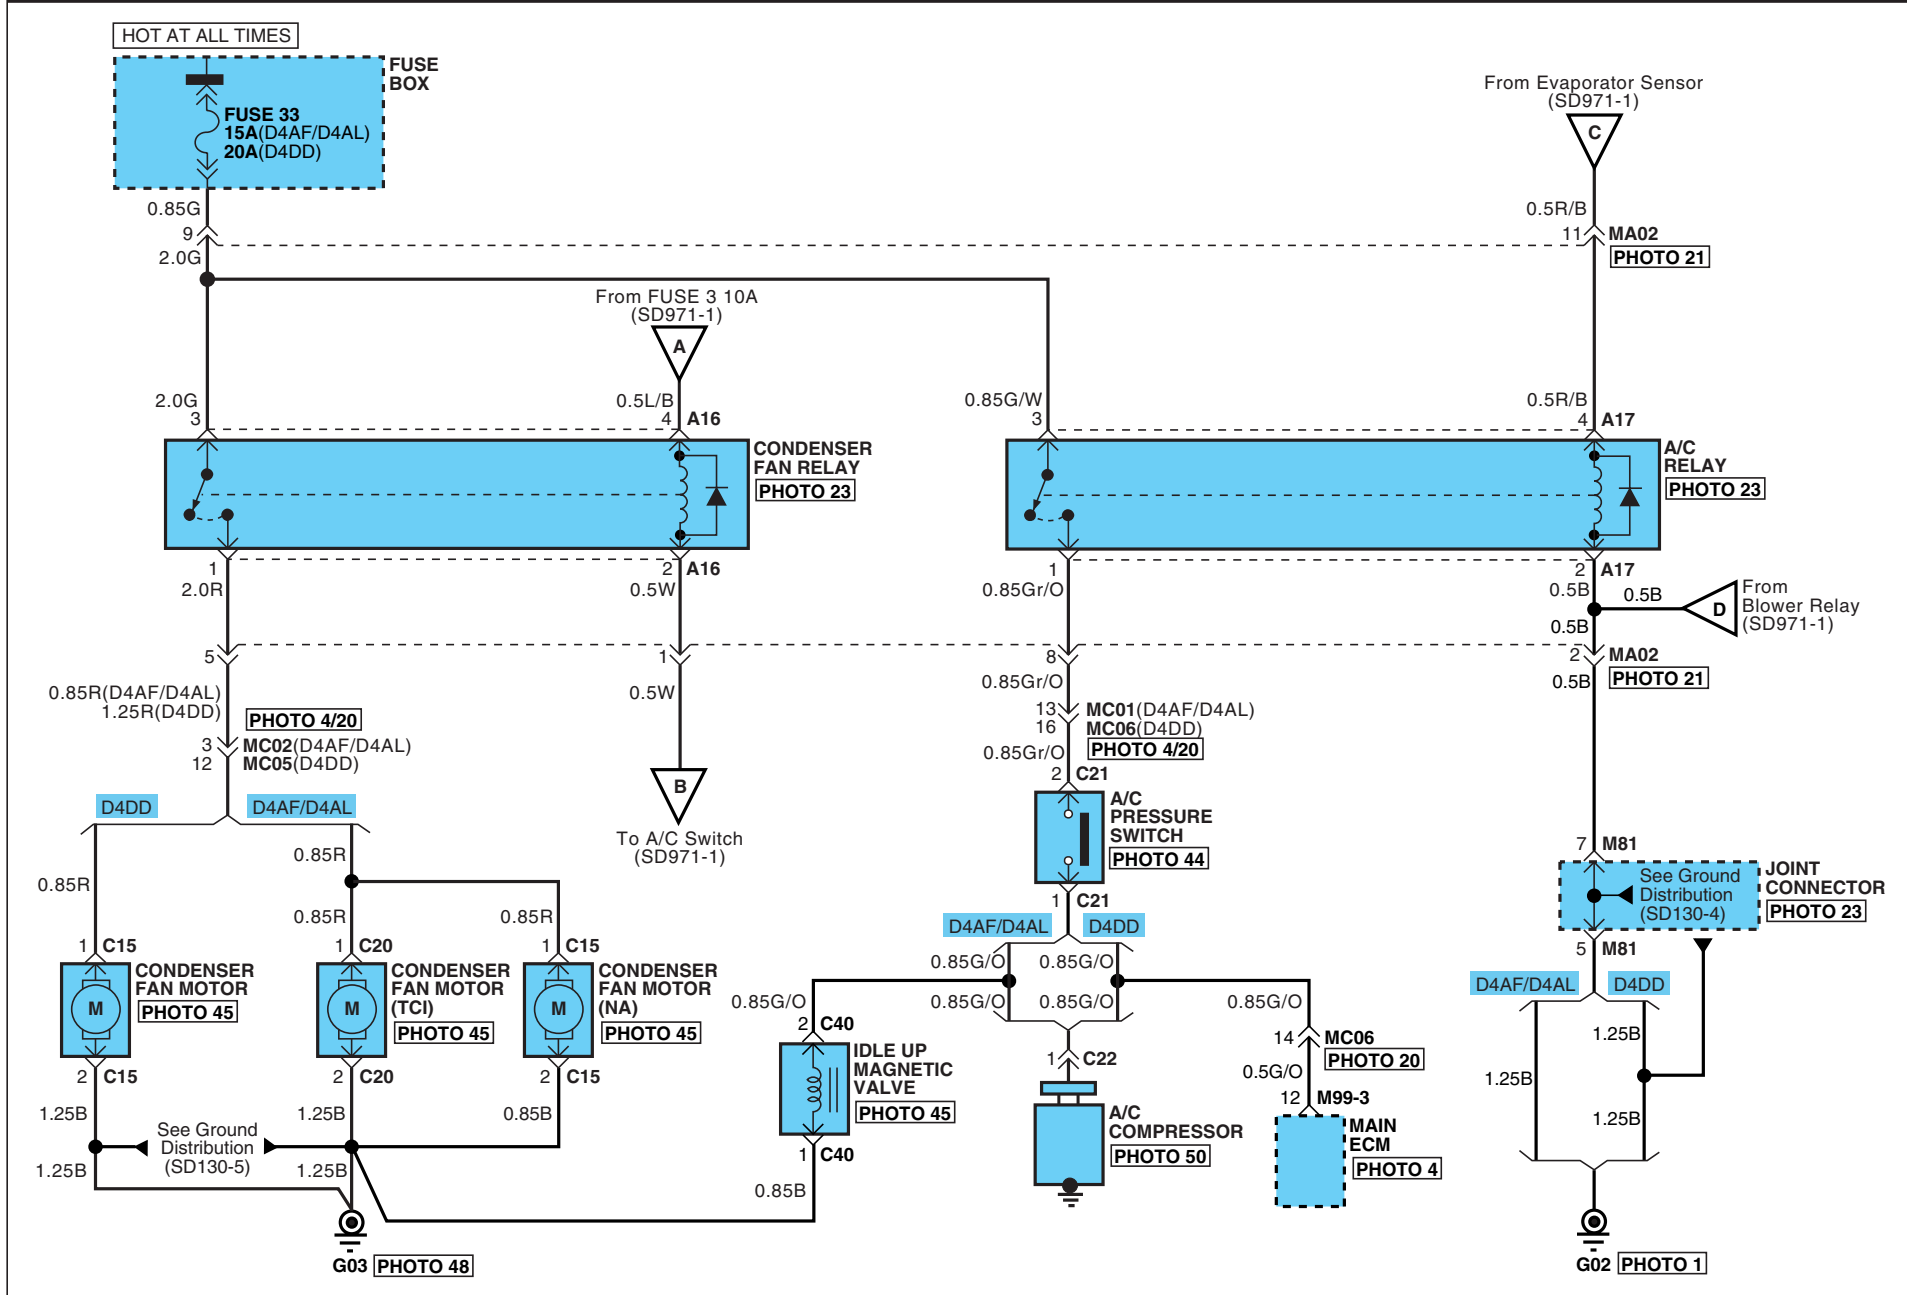 HOT AT ALL TIMES
FUSE
BOX
FUSE 33
15A(D4AF/D4AL)
20A(D4DD)
From Evaporator Sensor
(SD971-1)
C
0.85G
9
2.0G
0.5R/B
11
MA02
PHOTO 21
From FUSE 3 10A
(SD971-1)
A
2.0G
3
0.5L/B
4
A16
0.85G/W
3
0.5R/B
4
A17
CONDENSER
FAN RELAY
PHOTO 23
A/C
RELAY
PHOTO 23
1
2.0R
2
A16
0.5W
1
0.85Gr/O
2
A17
0.5B
0.5B
D
From
Blower Relay
(SD971-1)
0.5B
5
1
8
2
MA02
PHOTO 21
0.85R(D4AF/D4AL)
1.25R(D4DD)
0.5W
0.85Gr/O
0.5B
PHOTO 4/20
3
MC02(D4AF/D4AL)
12
MC05(D4DD)
13
MC01(D4AF/D4AL)
16
MC06(D4DD)
PHOTO 4/20
0.85Gr/O
2
C21
B
To A/C Switch
(SD971-1)
A/C
PRESSURE
SWITCH
PHOTO 44
1
C21
D4DD
D4AF/D4AL
0.85R
0.85R
0.85R
0.85R
7
M81
See Ground
Distribution
(SD130-4)
JOINT
CONNECTOR
PHOTO 23
5
M81
D4AF/D4AL
D4DD
D4AF/D4AL
D4DD
1
C15
1
C20
1
C15
CONDENSER
FAN MOTOR
PHOTO 45
CONDENSER
FAN MOTOR
(TCI)
PHOTO 45
CONDENSER
FAN MOTOR
(NA)
PHOTO 45
M
M
M
0.85G/O
0.85G/O
0.85G/O
0.85G/O
0.85G/O
0.85G/O
2
C40
IDLE UP
MAGNETIC
VALVE
PHOTO 45
1
C40
1
C22
14
MC06
PHOTO 20
0.5G/O
12
M99-3
A/C
COMPRESSOR
PHOTO 50
MAIN
ECM
PHOTO 4
1.25B
1.25B
1.25B
2
C15
2
C20
2
C15
1.25B
1.25B
0.85B
See Ground
Distribution
(SD130-5)
1.25B
1.25B
0.85B
G03
PHOTO 48
G02
PHOTO 1